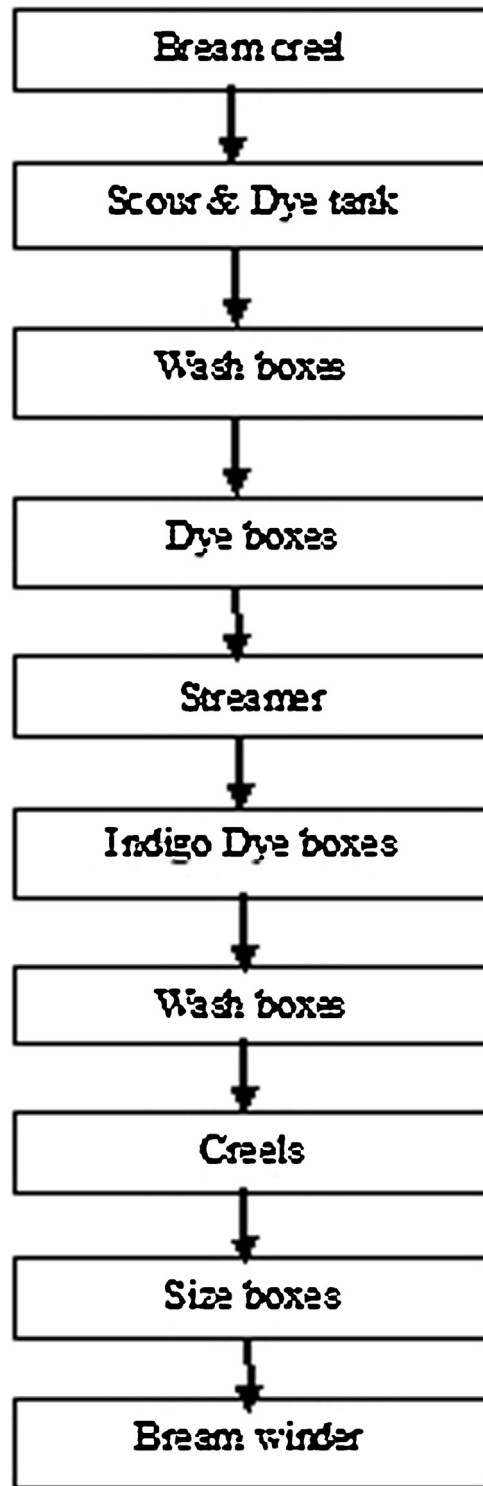 Bream creel
Scour & Dye tank
Wash boxes
Dye boxes
Streamer
Indigo Dye boxes
Wash boxes
Creels
Size boxes
Bream winder